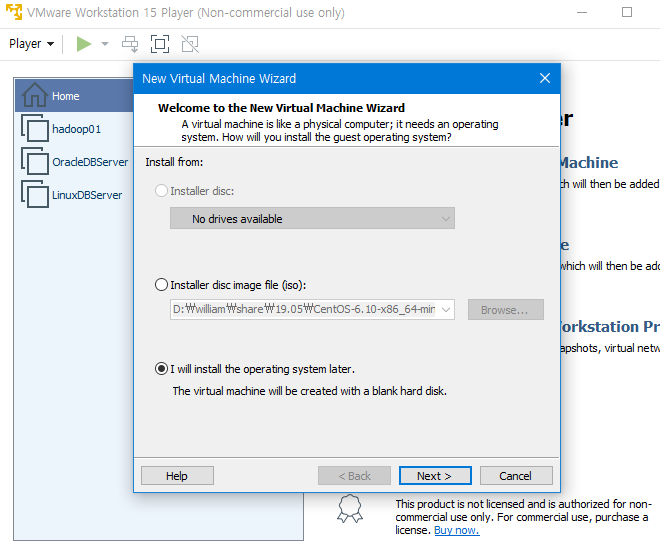 VMware Workstation 15 Player (Non-commercial use only)
Player
Home
hadoop01
OracleDBServer
LinuxDBServer
New Virtual Machine Wizard
Welcome to the New Virtual Machine Wizard
A virtual machine is like a physical computer; it needs an operating
system. How will you install the guest operating system?
Install from:
Installer disc:
No drives available
Installer disc image file (iso):
D:₩william₩share₩19.05₩CentOS-6.10-x86_64-min
Browse...
I will install the operating system later.
The virtual machine will be created with a blank hard disk.
Help
< Back
Next >
Cancel
er
Machine
ch will then be added
ne
which will then be add
orkstation Pr
apshots, virtual netw
This product is not licensed and is authorized for non-
commercial use only. For commercial use, purchase a
license. Buy now.